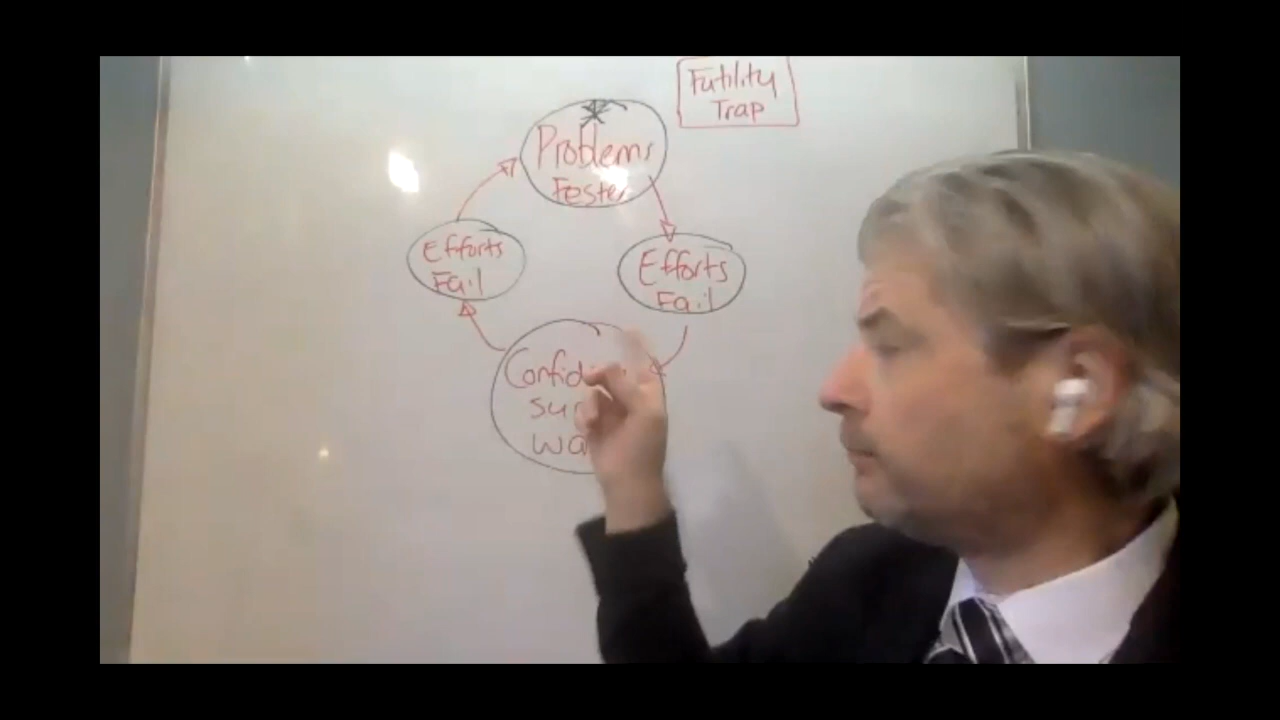 Futility
Trap
Problems
Fester
Efforts
Fail
Efforts
Fail